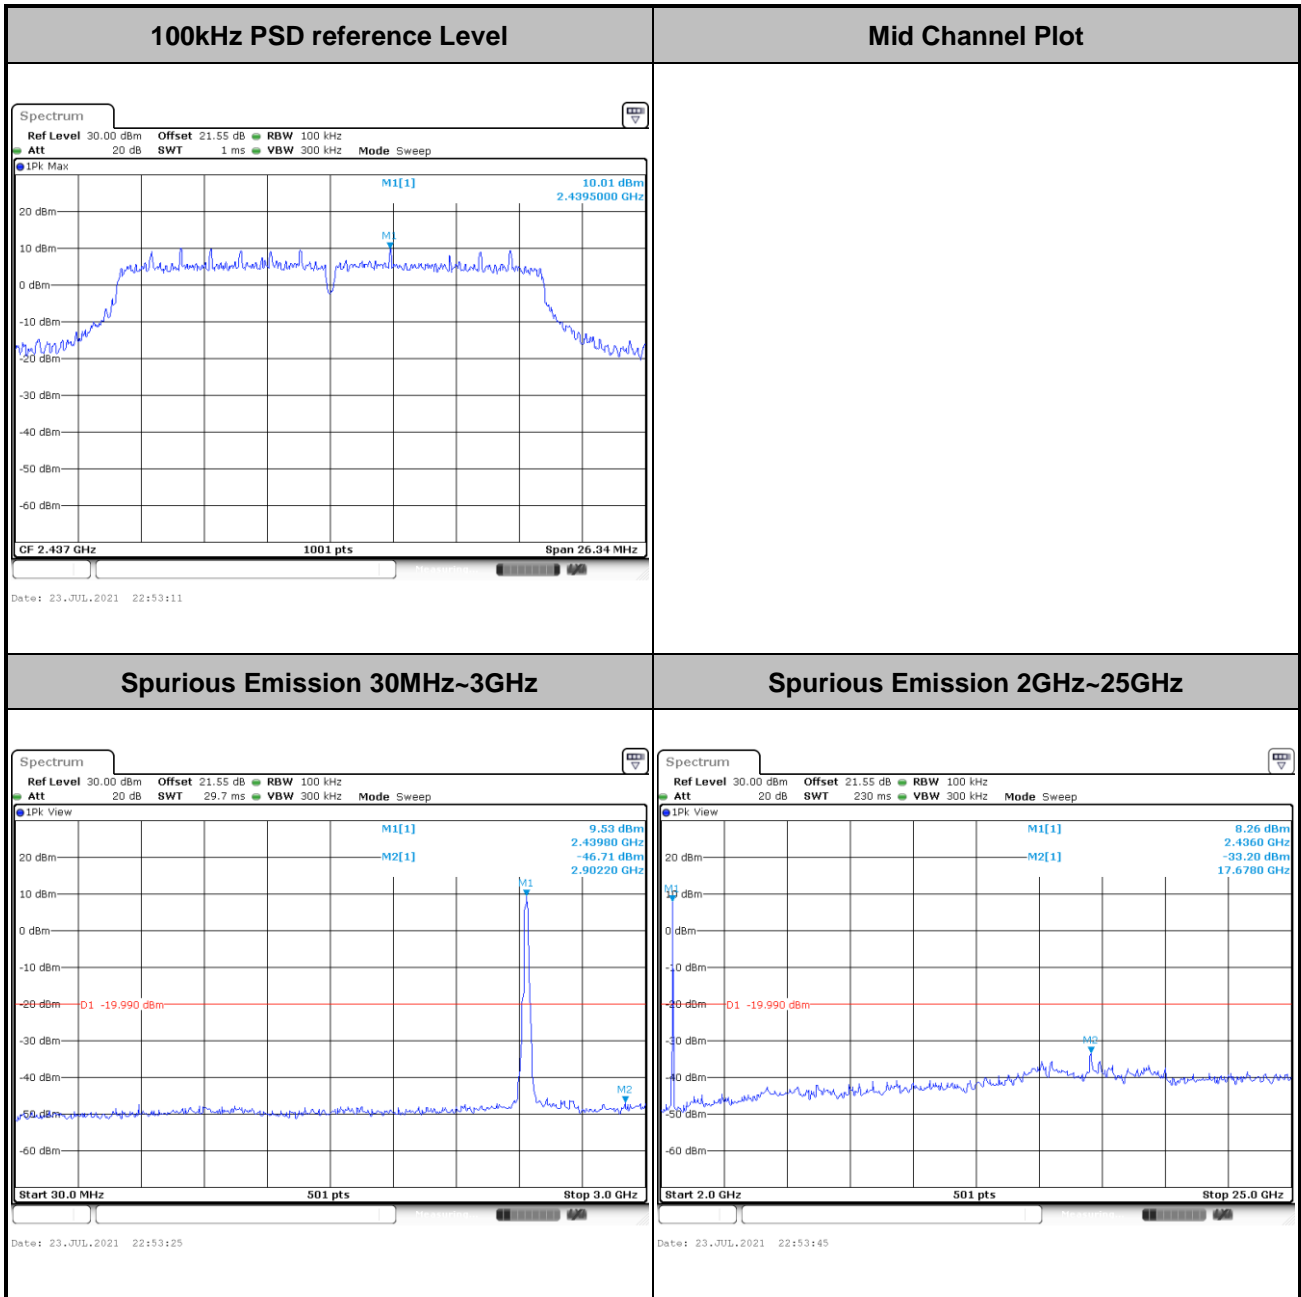 100kHz PSD reference Level
Mid Channel Plot
Spectrum
Ref Level 30.00 dBm Offset 21.55 dB RBW 100 kHz
Att 20 dB SWT 1 ms VBW 300 kHz Mode Sweep
1Pk Max
M1[1] 10.01 dBm
2.4395000 GHz
20 dBm
M1
10 dBm
0 dBm
-10 dBm
-20 dBm
-30 dBm
-40 dBm
-50 dBm
-60 dBm
CF 2.437 GHz 1001 pts Span 26.34 MHz
Measuring...
Date: 23.JUL.2021 22:53:11
Spurious Emission 30MHz~3GHz
Spurious Emission 2GHz~25GHz
Spectrum
Ref Level 30.00 dBm Offset 21.55 dB RBW 100 kHz
Att 20 dB SWT 29.7 ms VBW 300 kHz Mode Sweep
1Pk View
M1[1] 9.53 dBm
2.43980 GHz
20 dBm M2[1] -46.71 dBm
2.90220 GHz
M1
10 dBm
0 dBm
-10 dBm
-20 dBm D1 -19.990 dBm
-30 dBm
-40 dBm
M2
-50 dBm
-60 dBm
Start 30.0 MHz 501 pts Stop 3.0 GHz
Measuring...
Date: 23.JUL.2021 22:53:25
Spectrum
Ref Level 30.00 dBm Offset 21.55 dB RBW 100 kHz
Att 20 dB SWT 230 ms VBW 300 kHz Mode Sweep
1Pk View
M1[1] 8.26 dBm
2.4360 GHz
20 dBm M2[1] -33.20 dBm
17.6780 GHz
M1
10 dBm
0 dBm
-10 dBm
-20 dBm D1 -19.990 dBm
-30 dBm
M2
-40 dBm
-50 dBm
-60 dBm
Start 2.0 GHz 501 pts Stop 25.0 GHz
Measuring...
Date: 23.JUL.2021 22:53:45